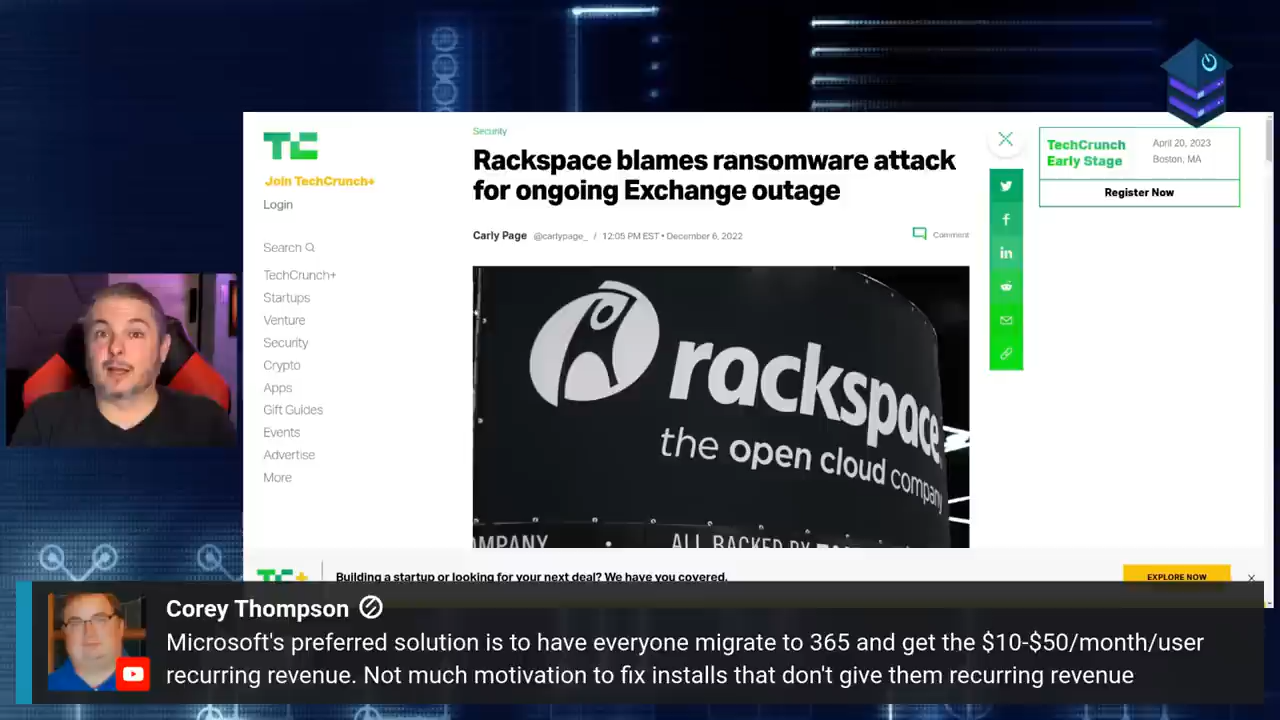 TC
Join TechCrunch+
Login
Search
TechCrunch+
Startups
Venture
Security
Crypto
Apps
Gift Guides
Events
Advertise
More
Security
Rackspace blames ransomware attack
for ongoing Exchange outage
Carly Page @carlypage_ / 12:05 PM EST • December 6, 2022
Comment
rackspace
the open cloud company
OMPANY • ALL BACKED BY
TechCrunch
Early Stage
April 20, 2023
Boston, MA
Register Now
TC+
Building a startup or looking for your next deal? We have you covered.
EXPLORE NOW
Corey Thompson
Microsoft's preferred solution is to have everyone migrate to 365 and get the $10-$50/month/user
recurring revenue. Not much motivation to fix installs that don't give them recurring revenue